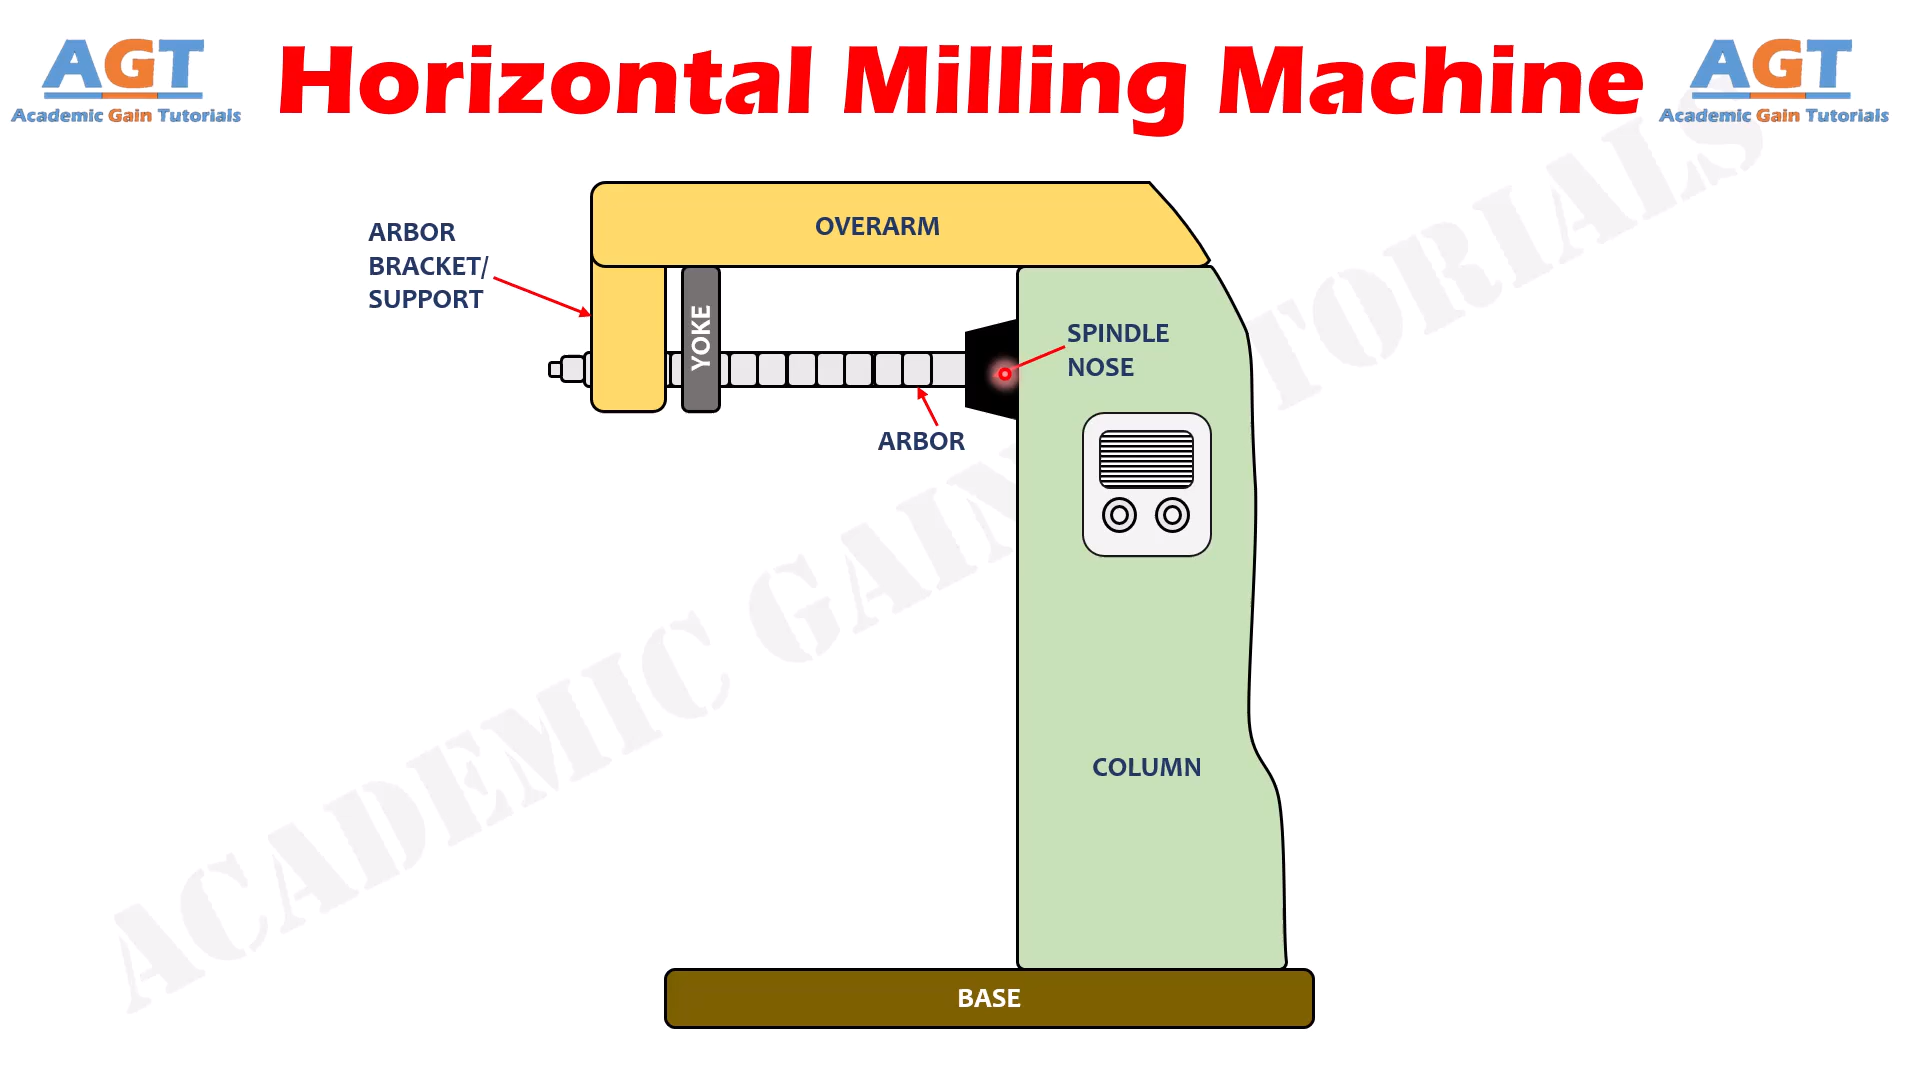 AGT
Academic Gain Tutorials
Horizontal Milling Machine
AGT
Academic Gain Tutorials
OVERARM
ARBOR
BRACKET/
SUPPORT
YOKE
SPINDLE
NOSE
ARBOR
COLUMN
BASE
ACADEMIC GAIN TUTORIALS